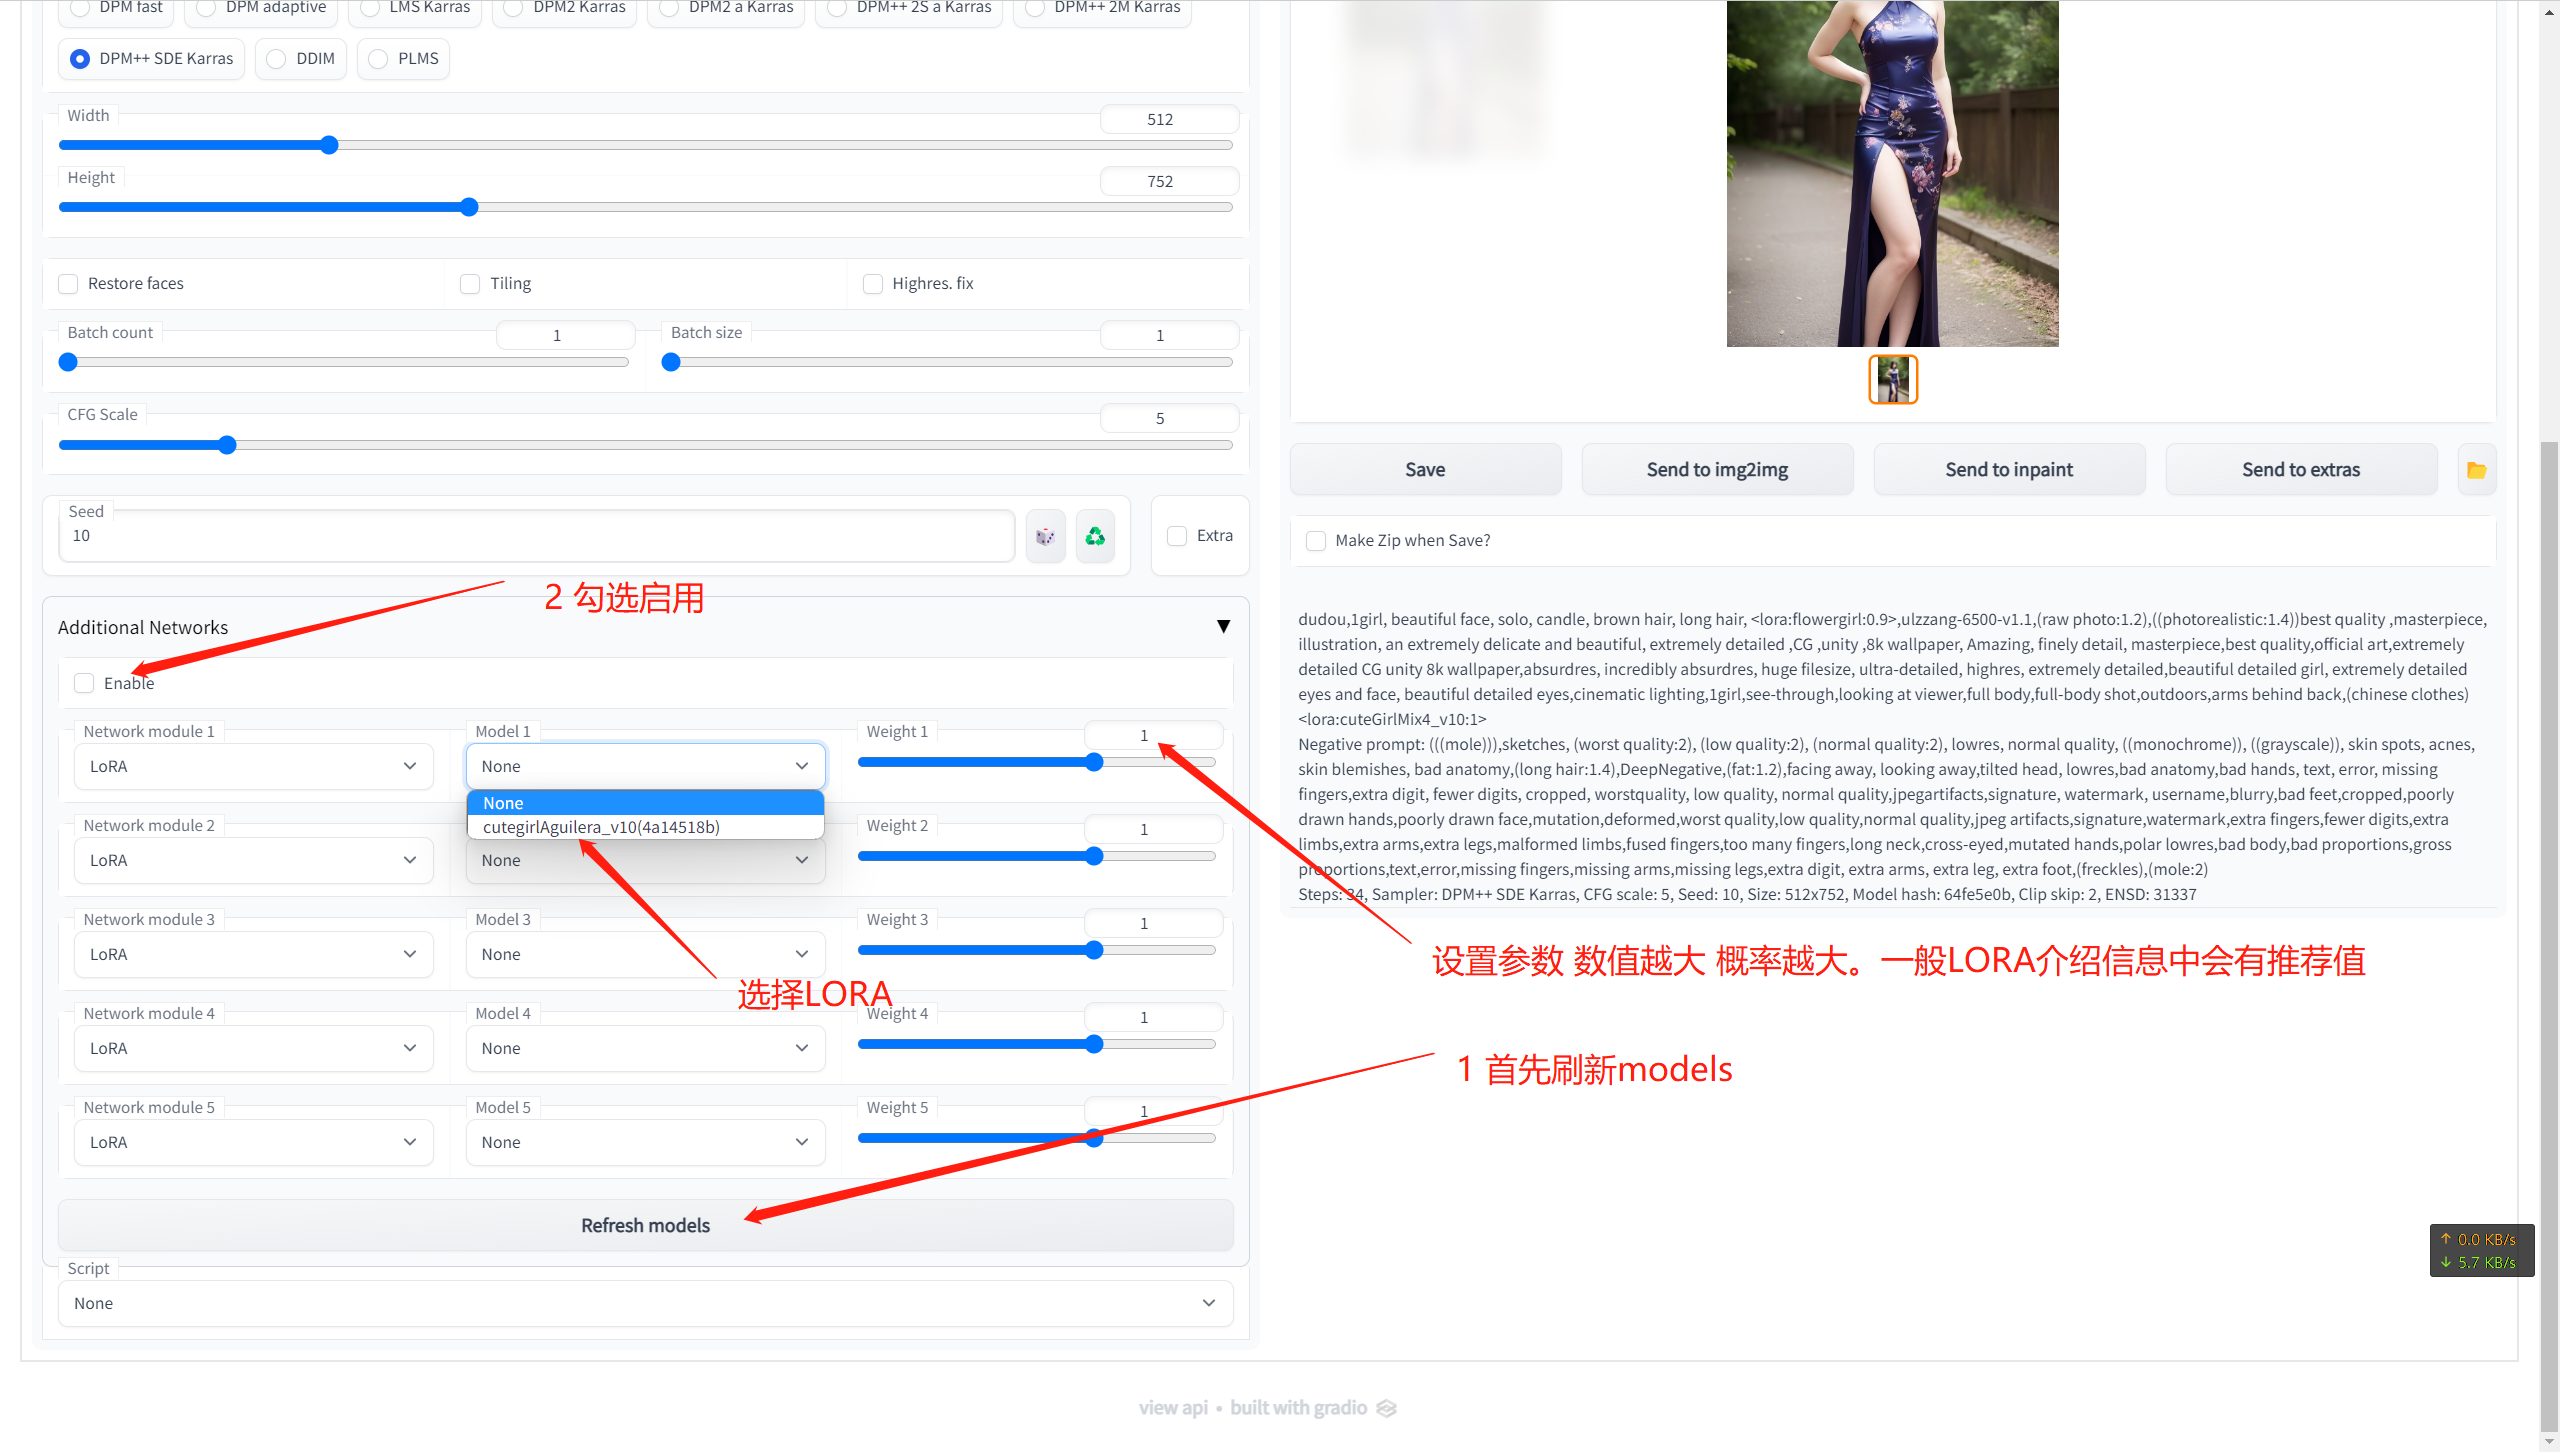 DPM fast
DPM adaptive
LMS Karras
DPM2 Karras
DPM2 a Karras
DPM++ 2S a Karras
DPM++ 2M Karras
DPM++ SDE Karras
DDIM
PLMS
Width
512
Height
752
Restore faces
Tiling
Highres. fix
Batch count
1
Batch size
1
CFG Scale
5
Seed
10
Extra
2 勾选启用
Additional Networks
▼
Enable
Network module 1
LoRA
Model 1
None
None
cutegirlAguilera_v10(4a14518b)
Weight 1
1
Network module 2
LoRA
None
Weight 2
1
Network module 3
LoRA
Model 3
None
Weight 3
1
选择LORA
Network module 4
LoRA
Model 4
None
Weight 4
1
Network module 5
LoRA
Model 5
None
Weight 5
1
Refresh models
Script
None
Save
Send to img2img
Send to inpaint
Send to extras
Make Zip when Save?
dudou,1girl, beautiful face, solo, candle, brown hair, long hair, <lora:flowergirl:0.9>,ulzzang-6500-v1.1,(raw photo:1.2),((photorealistic:1.4))best quality ,masterpiece,
illustration, an extremely delicate and beautiful, extremely detailed ,CG ,unity ,8k wallpaper, Amazing, finely detail, masterpiece,best quality,official art,extremely
detailed CG unity 8k wallpaper,absurdres, incredibly absurdres, huge filesize, ultra-detailed, highres, extremely detailed,beautiful detailed girl, extremely detailed
eyes and face, beautiful detailed eyes,cinematic lighting,1girl,see-through,looking at viewer,full body,full-body shot,outdoors,arms behind back,(chinese clothes)
<lora:cuteGirlMix4_v10:1>
Negative prompt: (((mole))),sketches, (worst quality:2), (low quality:2), (normal quality:2), lowres, normal quality, ((monochrome)), ((grayscale)), skin spots, acnes,
skin blemishes, bad anatomy,(long hair:1.4),DeepNegative,(fat:1.2),facing away, looking away,tilted head, lowres,bad anatomy,bad hands, text, error, missing
fingers,extra digit, fewer digits, cropped, worstquality, low quality, normal quality,jpegartifacts,signature, watermark, username,blurry,bad feet,cropped,poorly
drawn hands,poorly drawn face,mutation,deformed,worst quality,low quality,normal quality,jpeg artifacts,signature,watermark,extra fingers,fewer digits,extra
limbs,extra arms,extra legs,malformed limbs,fused fingers,too many fingers,long neck,cross-eyed,mutated hands,polar lowres,bad body,bad proportions,gross
proportions,text,error,missing fingers,missing arms,missing legs,extra digit, extra arms, extra leg, extra foot,(freckles),(mole:2)
Steps: 34, Sampler: DPM++ SDE Karras, CFG scale: 5, Seed: 10, Size: 512x752, Model hash: 64fe5e0b, Clip skip: 2, ENSD: 31337
设置参数 数值越大 概率越大。一般LORA介绍信息中会有推荐值
1 首先刷新models
↑ 0.0 KB/s
↓ 5.7 KB/s
view api • built with gradio